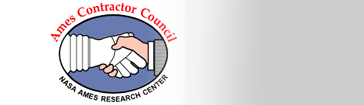 Ames Contractor Council
NASA AMES RESEARCH CENTER